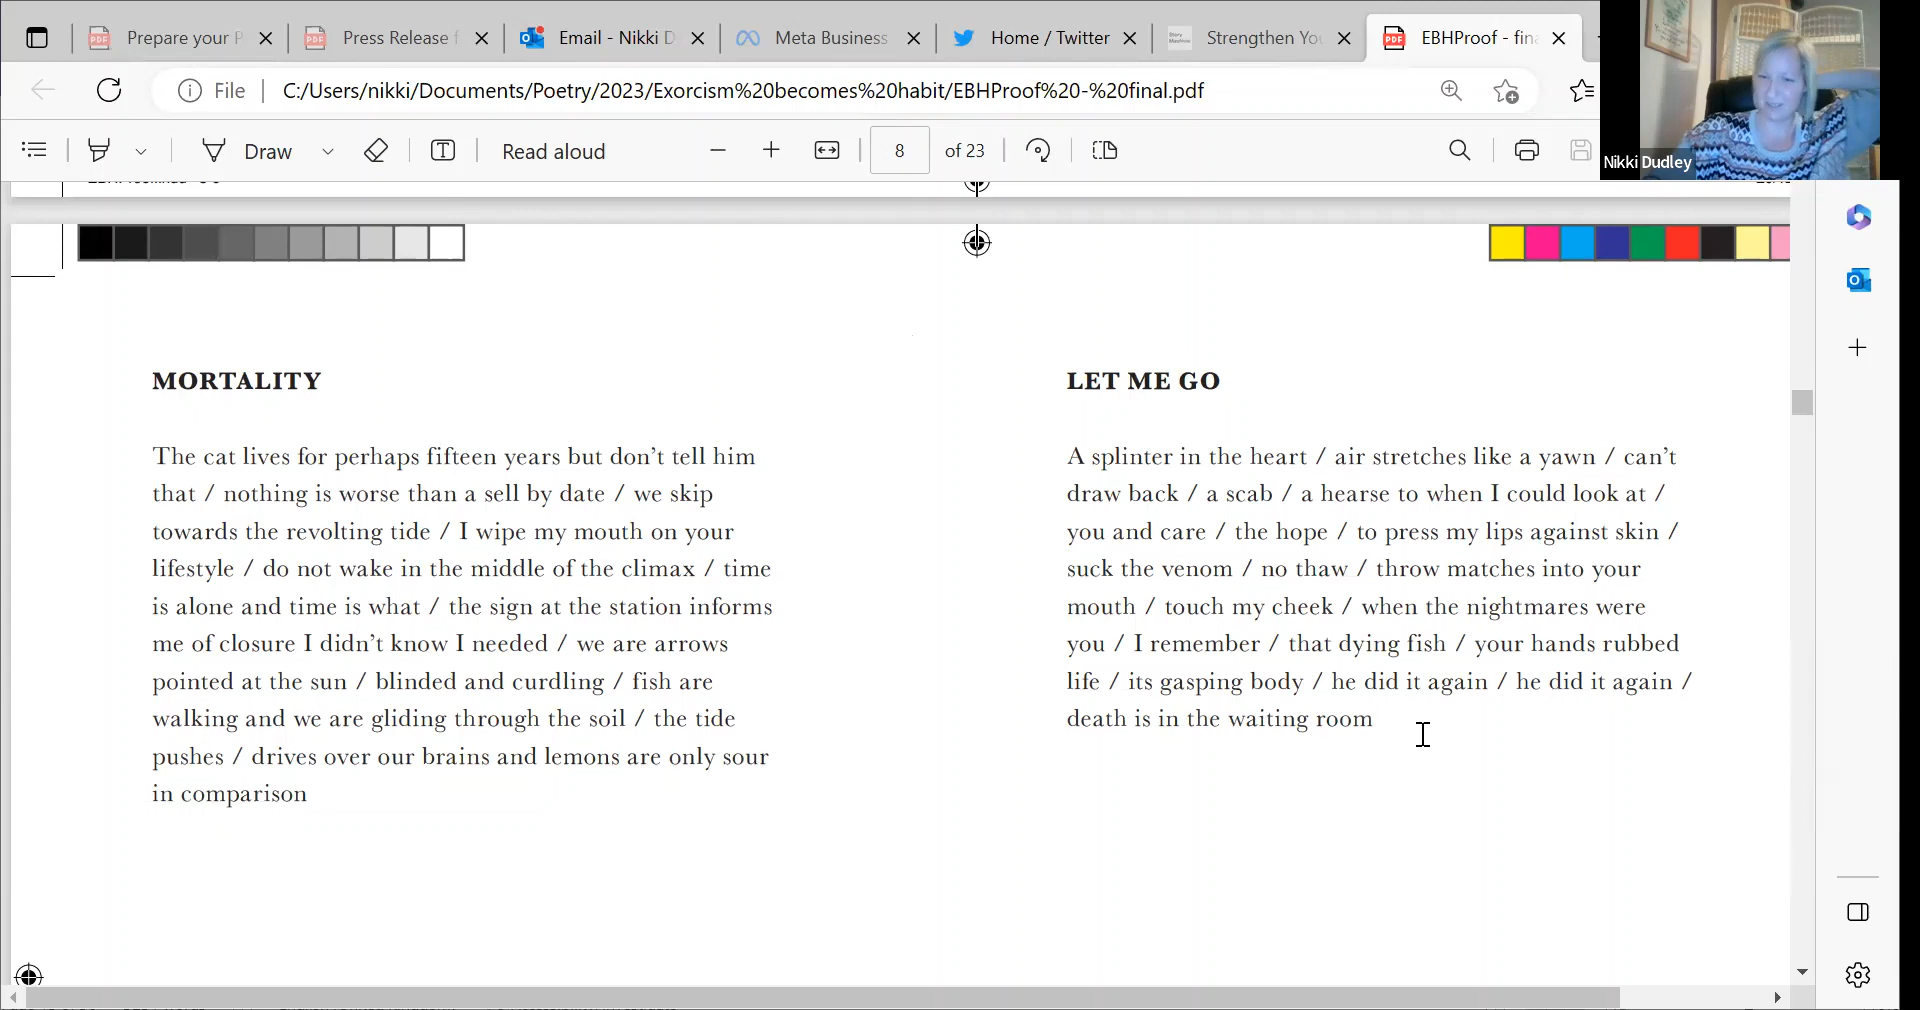 Prepare your P
Press Release f
Email - Nikki D
Meta Business
Home / Twitter
Strengthen You
EBHProof - fina
File
C:/Users/nikki/Documents/Poetry/2023/Exorcism%20becomes%20habit/EBHProof%20-%20final.pdf
Draw
Read aloud
8
of 23
Nikki Dudley
MORTALITY
The cat lives for perhaps fifteen years but don't tell him
that / nothing is worse than a sell by date / we skip
towards the revolting tide / I wipe my mouth on your
lifestyle / do not wake in the middle of the climax / time
is alone and time is what / the sign at the station informs
me of closure I didn't know I needed / we are arrows
pointed at the sun / blinded and curdling / fish are
walking and we are gliding through the soil / the tide
pushes / drives over our brains and lemons are only sour
in comparison
LET ME GO
A splinter in the heart / air stretches like a yawn / can't
draw back / a scab / a hearse to when I could look at /
you and care / the hope / to press my lips against skin /
suck the venom / no thaw / throw matches into your
mouth / touch my cheek / when the nightmares were
you / I remember / that dying fish / your hands rubbed
life / its gasping body / he did it again / he did it again /
death is in the waiting room